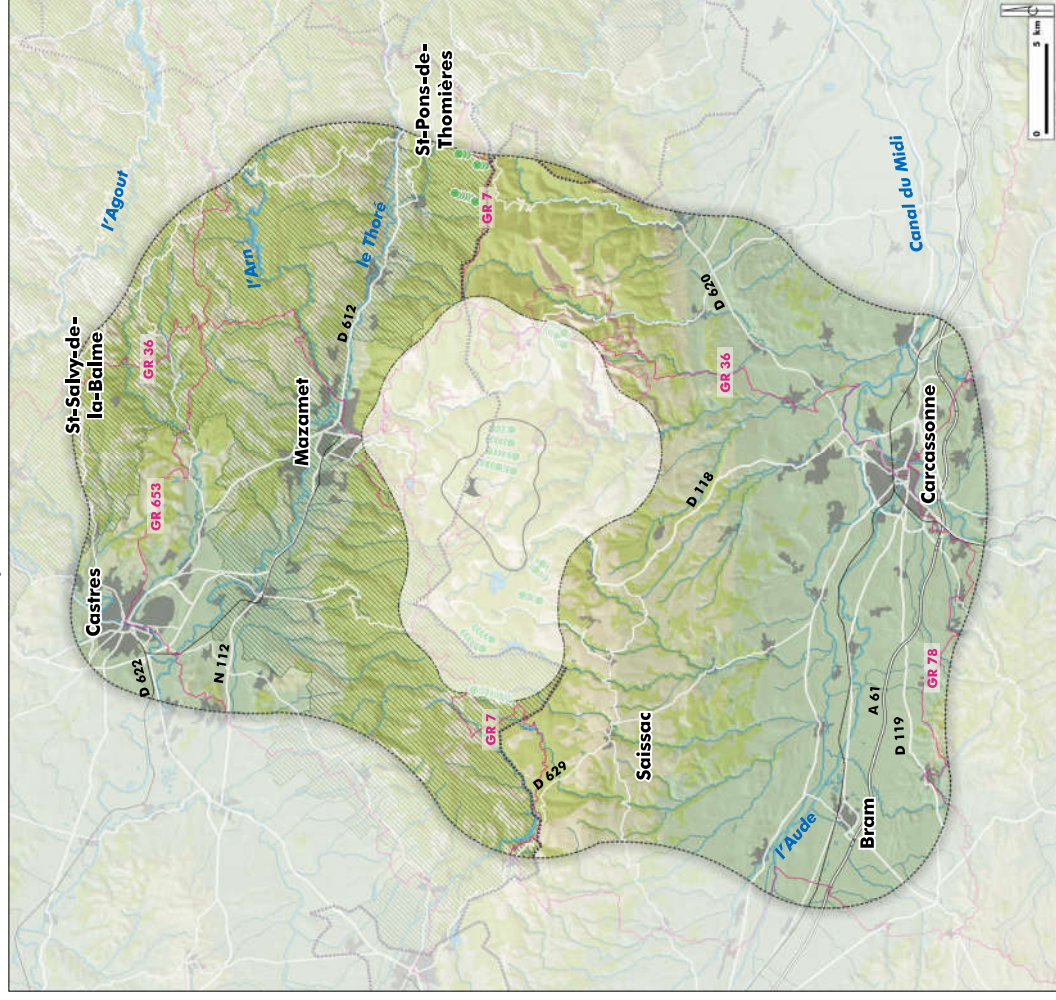 St-Salvy-de-
la-Balme
l'Agout
Castres
GR 653
GR 36
l'Arn
St-Pons-de-
Thomières
D 622
N 112
Mazamet
D 612
le Thoré
GR 7
GR 7
D 629
Saissac
D 118
D 620
GR 36
l'Aude
Bram
A 61
D 119
GR 78
Carcassonne
Canal du Midi
0
5 km